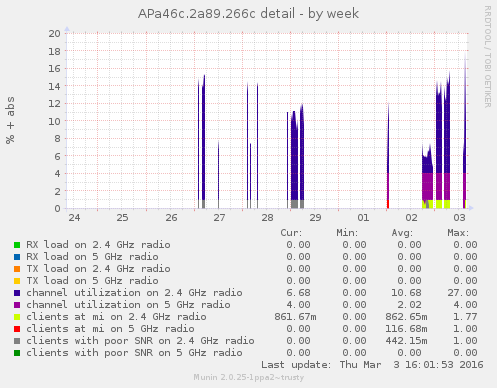 APa46c.2a89.266c detail - by week
RRDTOOL / TOBI OETIKER
% + abs
20
18
16
14
12
10
8
6
4
2
0
24 25 26 27 28 29 01 02 03
Cur: Min: Avg: Max:
RX load on 2.4 GHz radio 0.00 0.00 0.00 0.00
RX load on 5 GHz radio 0.00 0.00 0.00 0.00
TX load on 2.4 GHz radio 0.00 0.00 0.00 0.00
TX load on 5 GHz radio 0.00 0.00 0.00 0.00
channel utilization on 2.4 GHz radio 6.68 0.00 10.68 27.00
channel utilization on 5 GHz radio 4.00 0.00 2.02 4.00
clients at mi on 2.4 GHz radio 861.67m 0.00 862.65m 1.77
clients at mi on 5 GHz radio 0.00 0.00 116.68m 1.00
clients with poor SNR on 2.4 GHz radio 0.00 0.00 442.15m 1.00
clients with poor SNR on 5 GHz radio 0.00 0.00 0.00 0.00
Last update: Thu Mar 3 16:01:53 2016
Munin 2.0.25-1ppa2~trusty